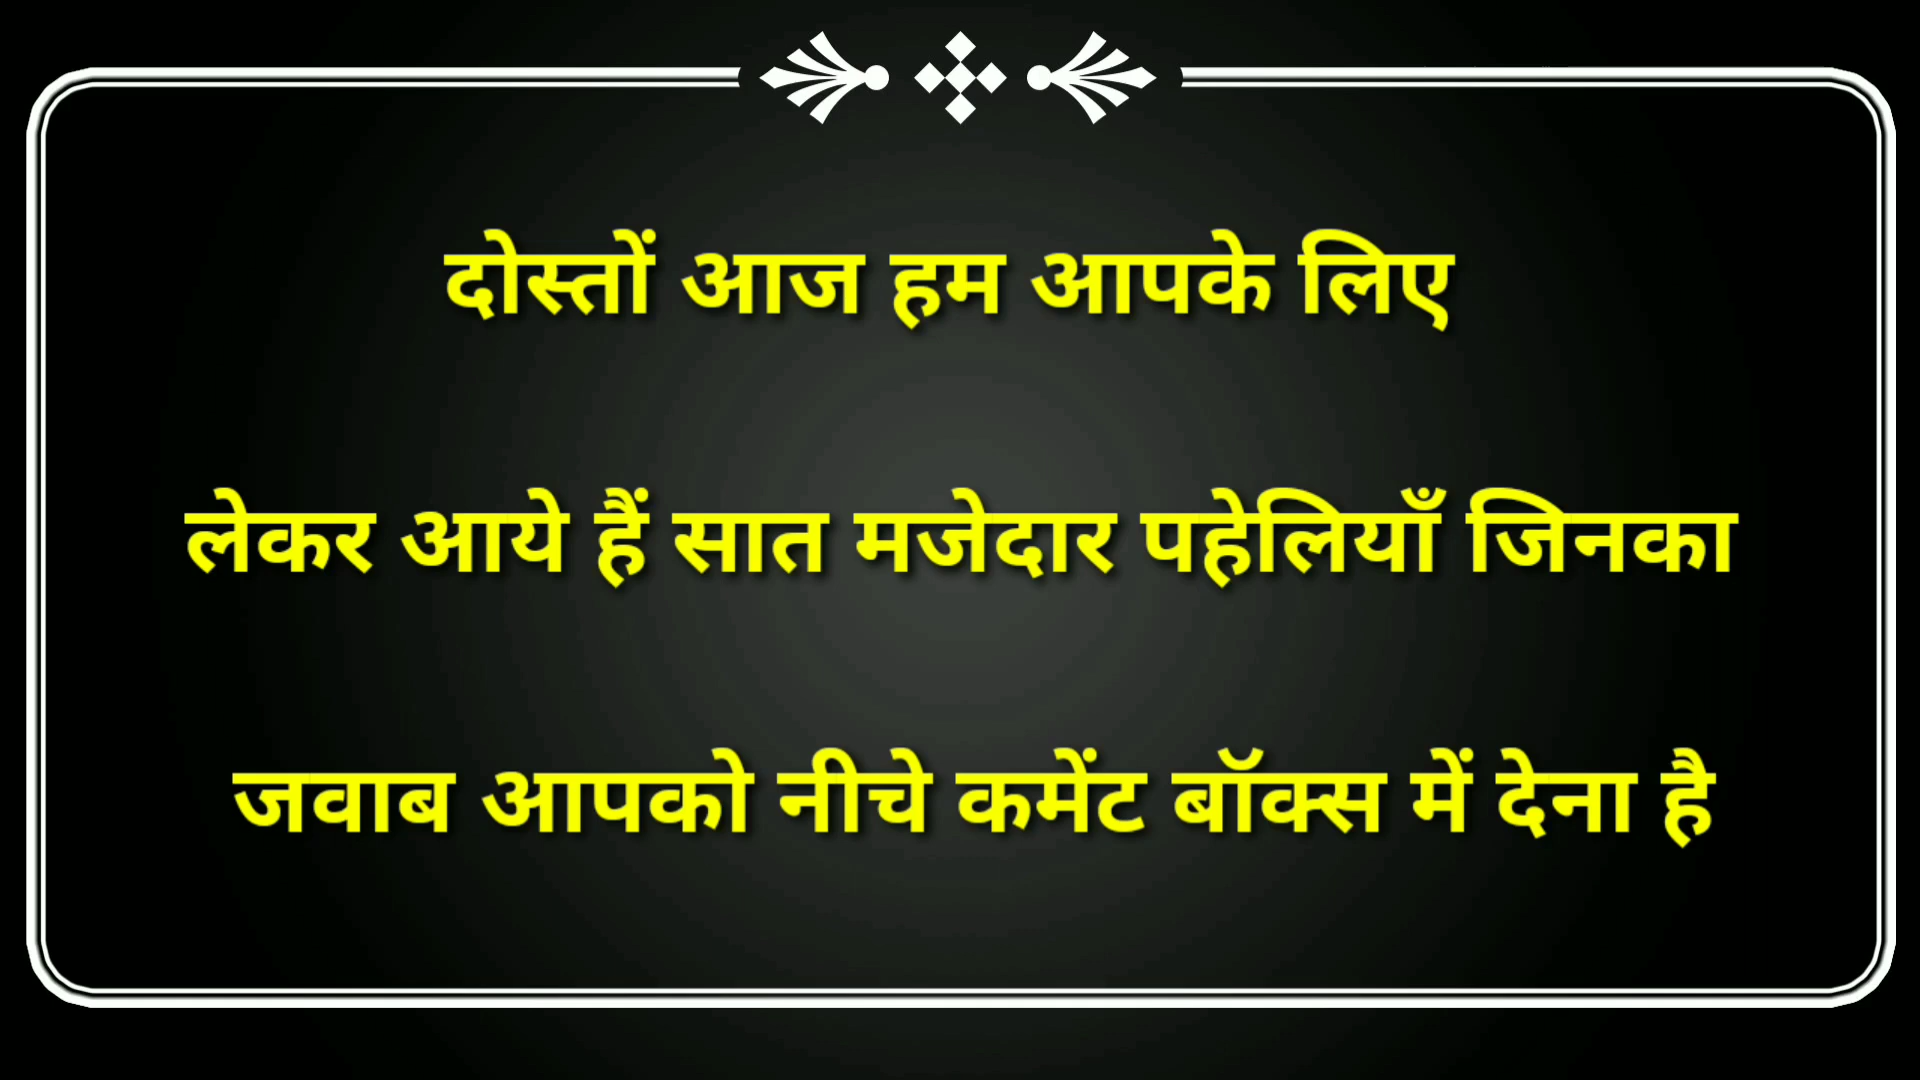 दोस्तों आज हम आपके लिए
लेकर आये हैं सात मजेदार पहेलियाँ जिनका
जवाब आपको नीचे कमेंट बॉक्स में देना है